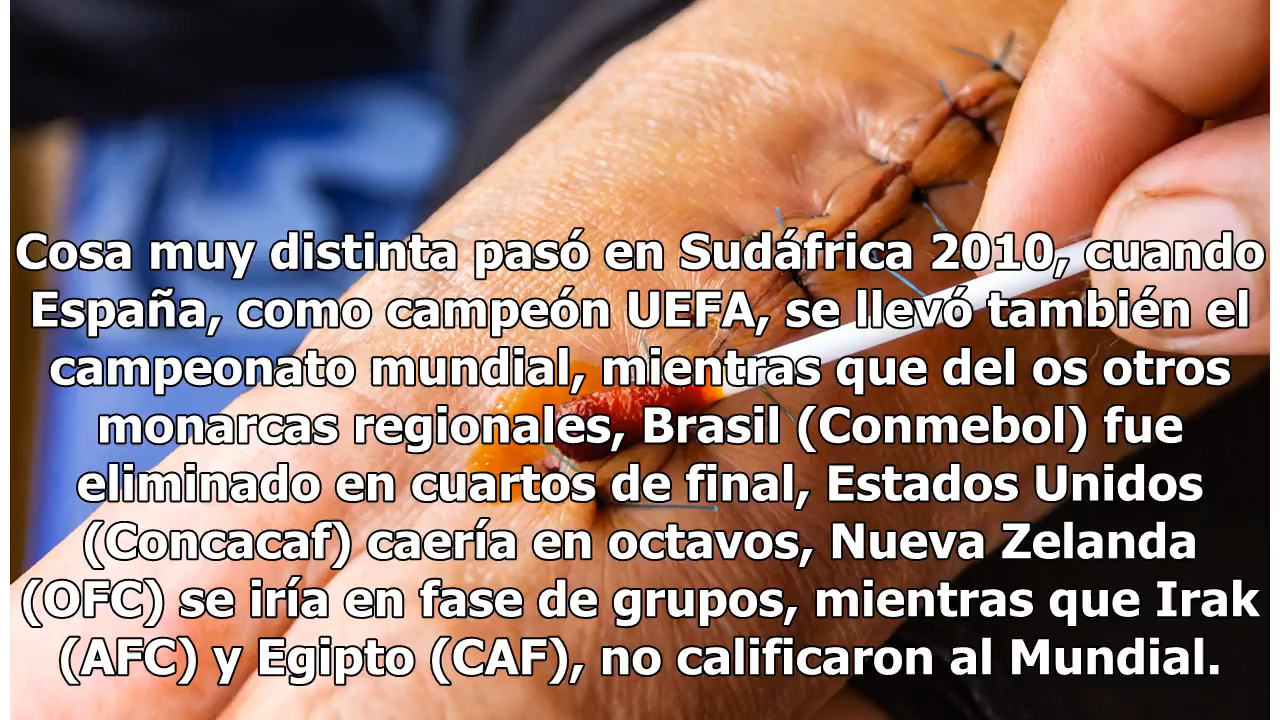 Cosa muy distinta pasó en Sudáfrica 2010, cuando
España, como campeón UEFA, se llevó también el
campeonato mundial, mientras que del os otros
monarcas regionales, Brasil (Conmebol) fue
eliminado en cuartos de final, Estados Unidos
(Concacaf) caería en octavos, Nueva Zelanda
(OFC) se iría en fase de grupos, mientras que Irak
(AFC) y Egipto (CAF), no calificaron al Mundial.